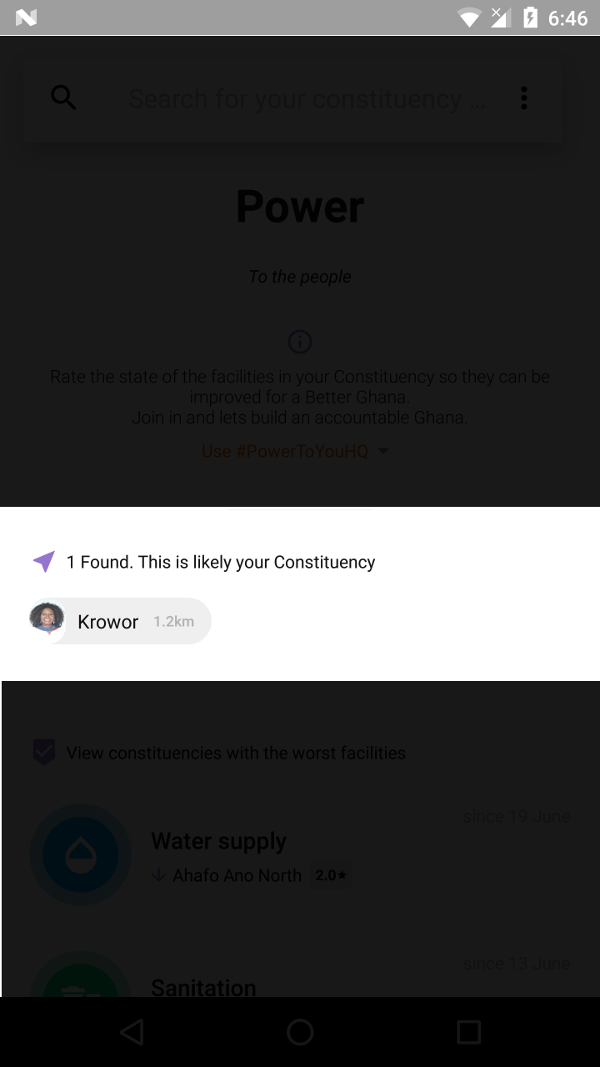 6:46
Search for your constituency ...
Power
To the people
Rate the state of the facilities in your Constituency so they can be
improved for a Better Ghana.
Join in and lets build an accountable Ghana.
Use #PowerToYouHQ
1 Found. This is likely your Constituency
Krowor 1.2km
View constituencies with the worst facilities
since 19 June
Water supply
Ahafo Ano North 2.0★
since 13 June
Sanitation